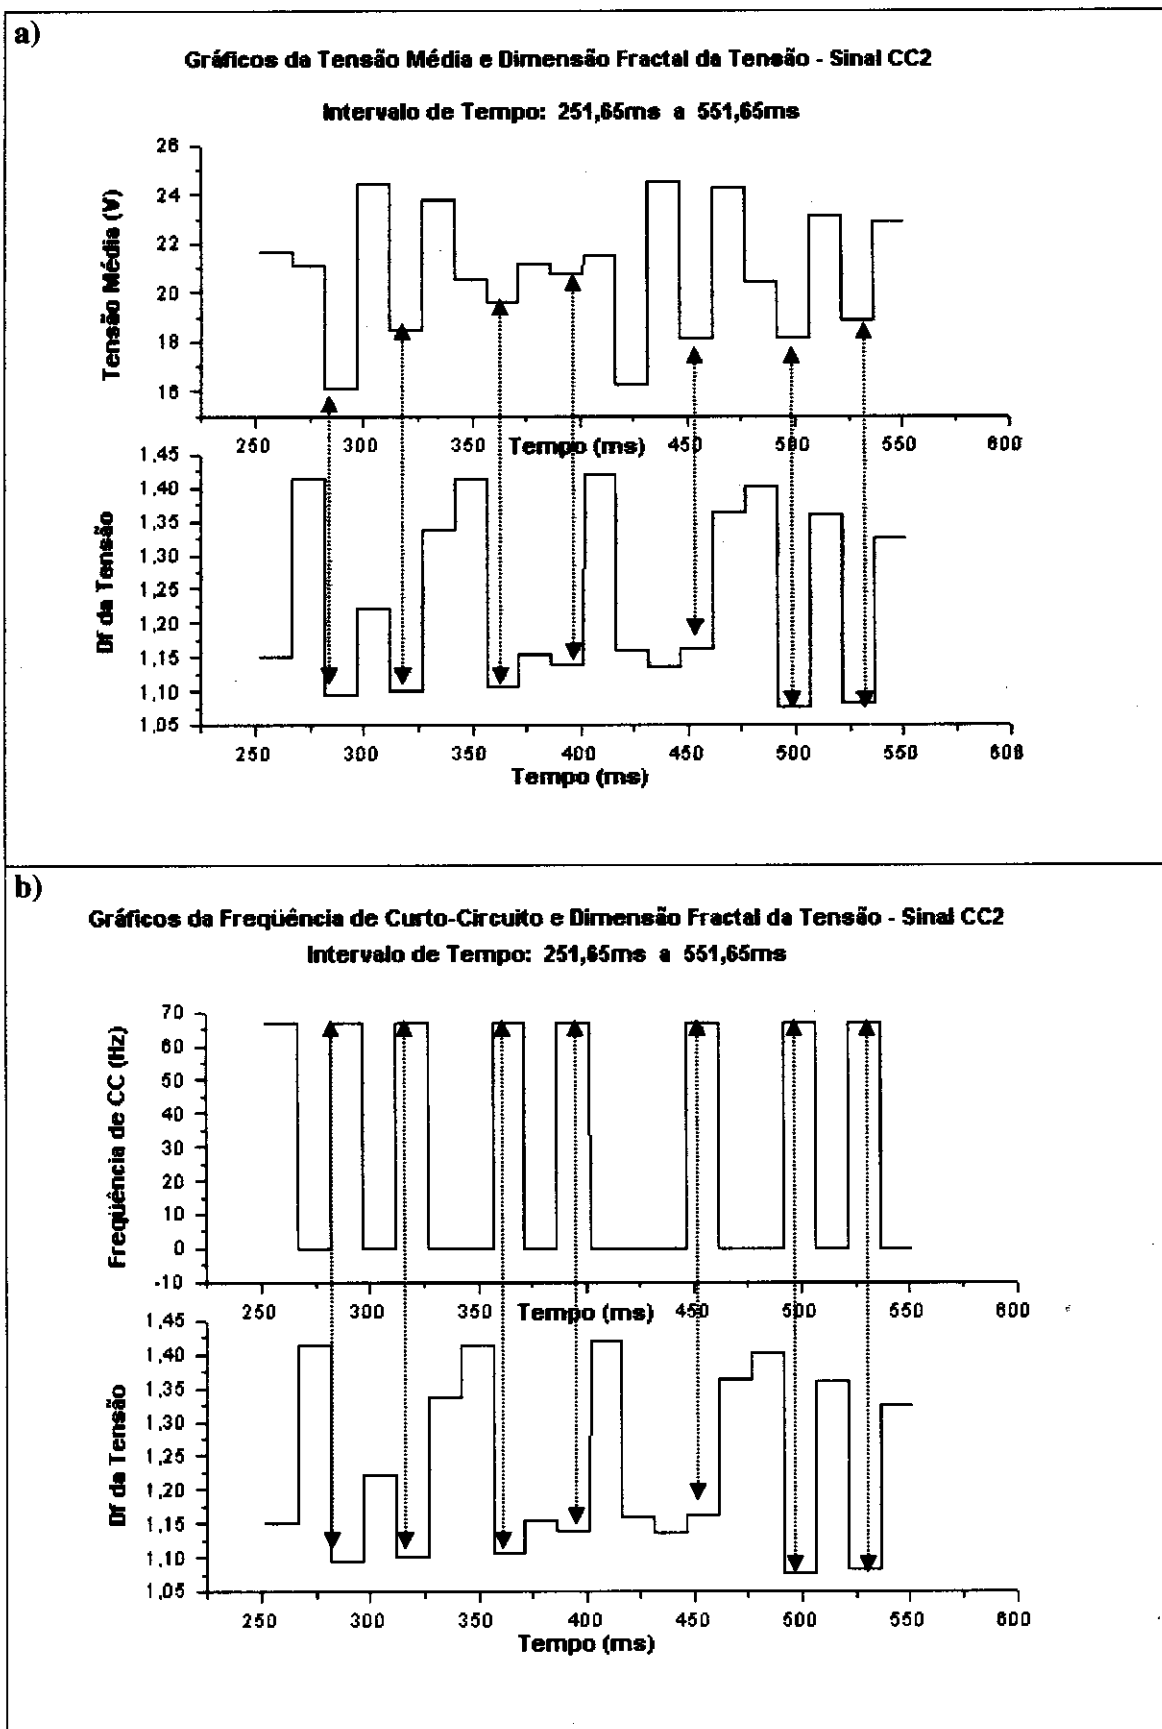 a)
Gráficos da Tensão Média e Dimensão Fractal da Tensão - Sinal CC2
Intervalo de Tempo: 251,65ms a 551,65ms
Tensão Média (V)
26
24
22
20
18
16
250 300 350 400 450 500 550 600
Tempo (ms)
Df da Tensão
1,45
1,40
1,35
1,30
1,25
1,20
1,15
1,10
1,05
250 300 350 400 450 500 550 600
Tempo (ms)
b)
Gráficos da Freqüência de Curto-Circuito e Dimensão Fractal da Tensão - Sinal CC2
Intervalo de Tempo: 251,65ms a 551,65ms
Freqüência de CC (Hz)
70
60
50
40
30
20
10
0
-10
250 300 350 400 450 500 550 600
Tempo (ms)
Df da Tensão
1,45
1,40
1,35
1,30
1,25
1,20
1,15
1,10
1,05
250 300 350 400 450 500 550 600
Tempo (ms)